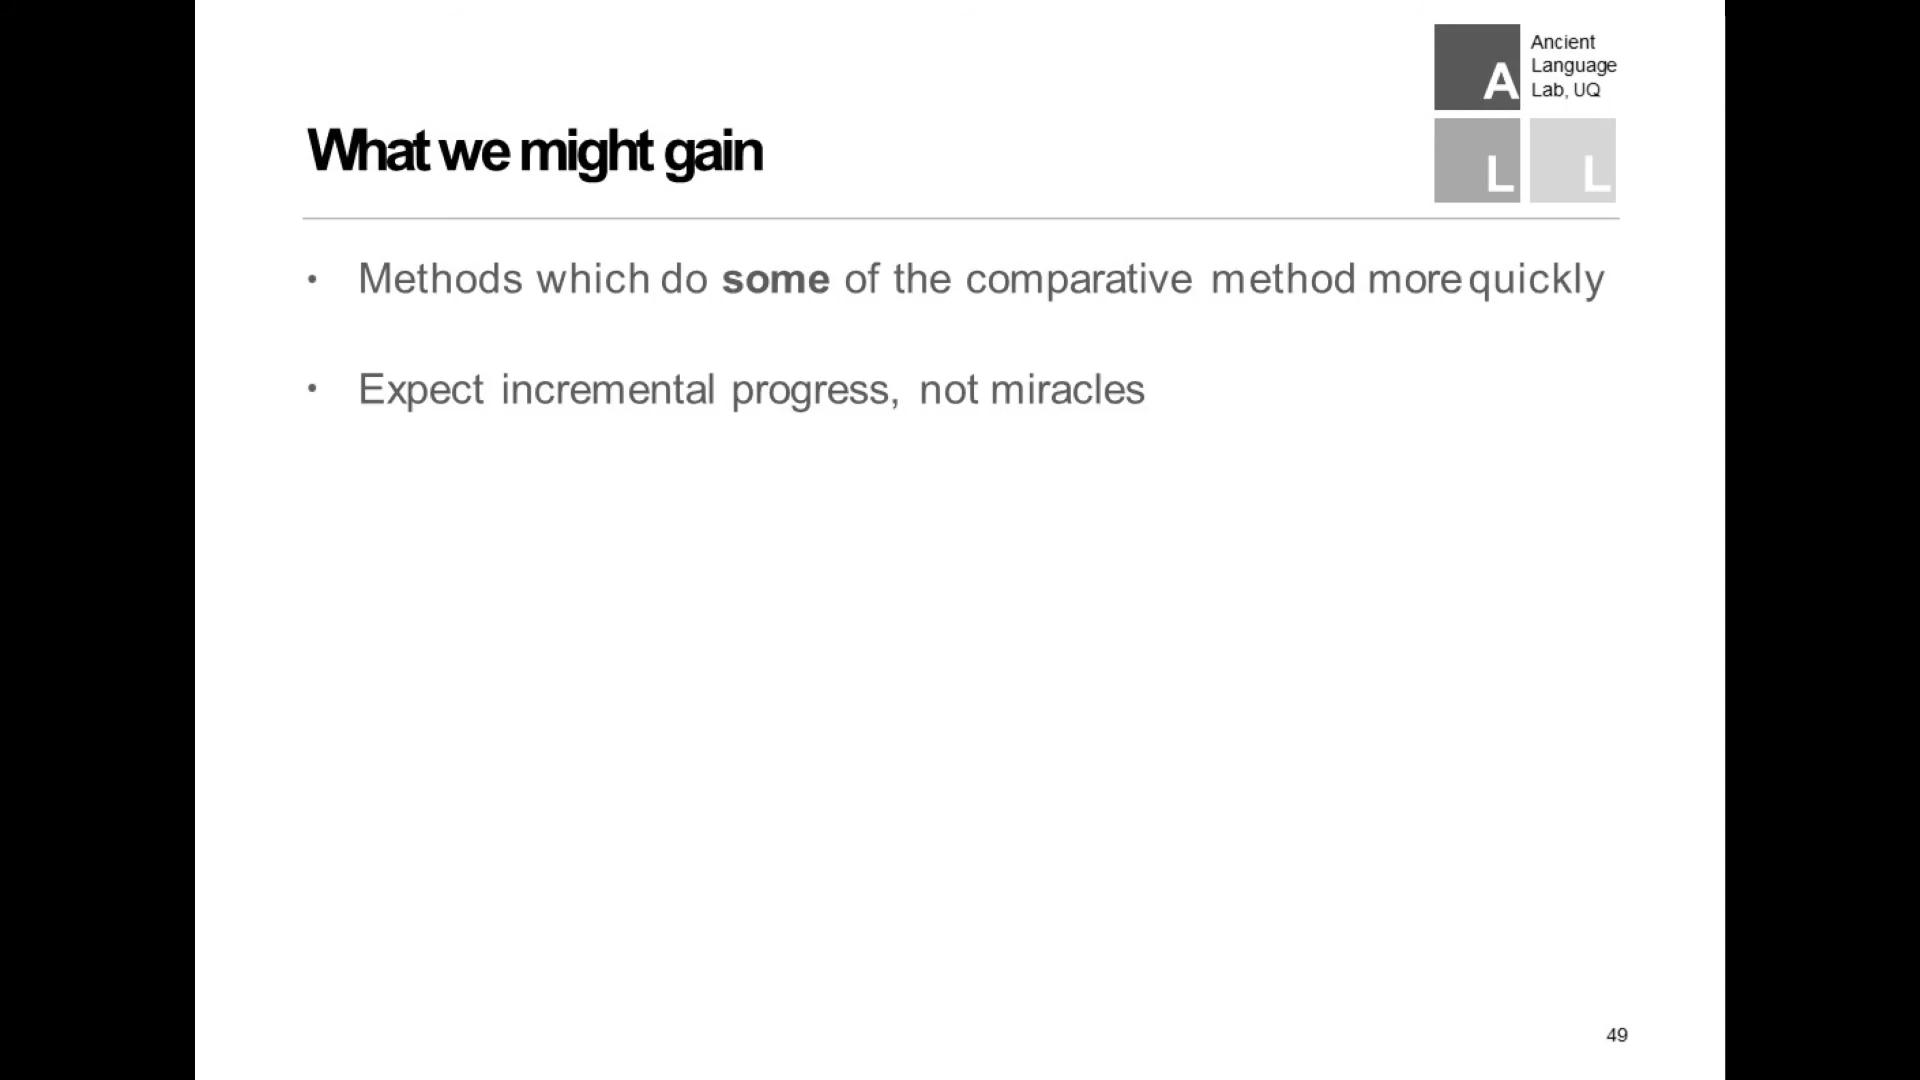 Ancient
Language
Lab, UQ
A
L L
What we might gain
• Methods which do some of the comparative method more quickly
• Expect incremental progress, not miracles
49